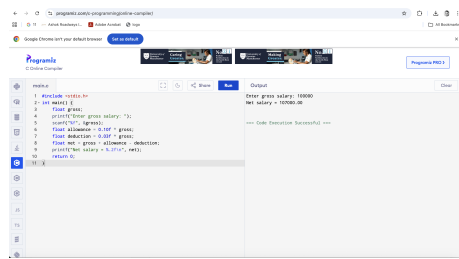 programiz.com/c-programming/online-compiler/
Adobe Acrobat
logo
All Bookmarks
Google Chrome isn't your default browser
Set as default
Programiz
C Online Compiler
Programiz PRO >
main.c
Share
Run
Output
Clear
1 #include <stdio.h>
2 int main() {
3 float gross;
4 printf("Enter gross salary: ");
5 scanf("%f", &gross);
6 float allowance = 0.10f * gross;
7 float deduction = 0.03f * gross;
8 float net = gross + allowance - deduction;
9 printf("Net salary = %.2f\n", net);
10 return 0;
11 }
Enter gross salary: 100000
Net salary = 107000.00
=== Code Execution Successful ===
JS
TS